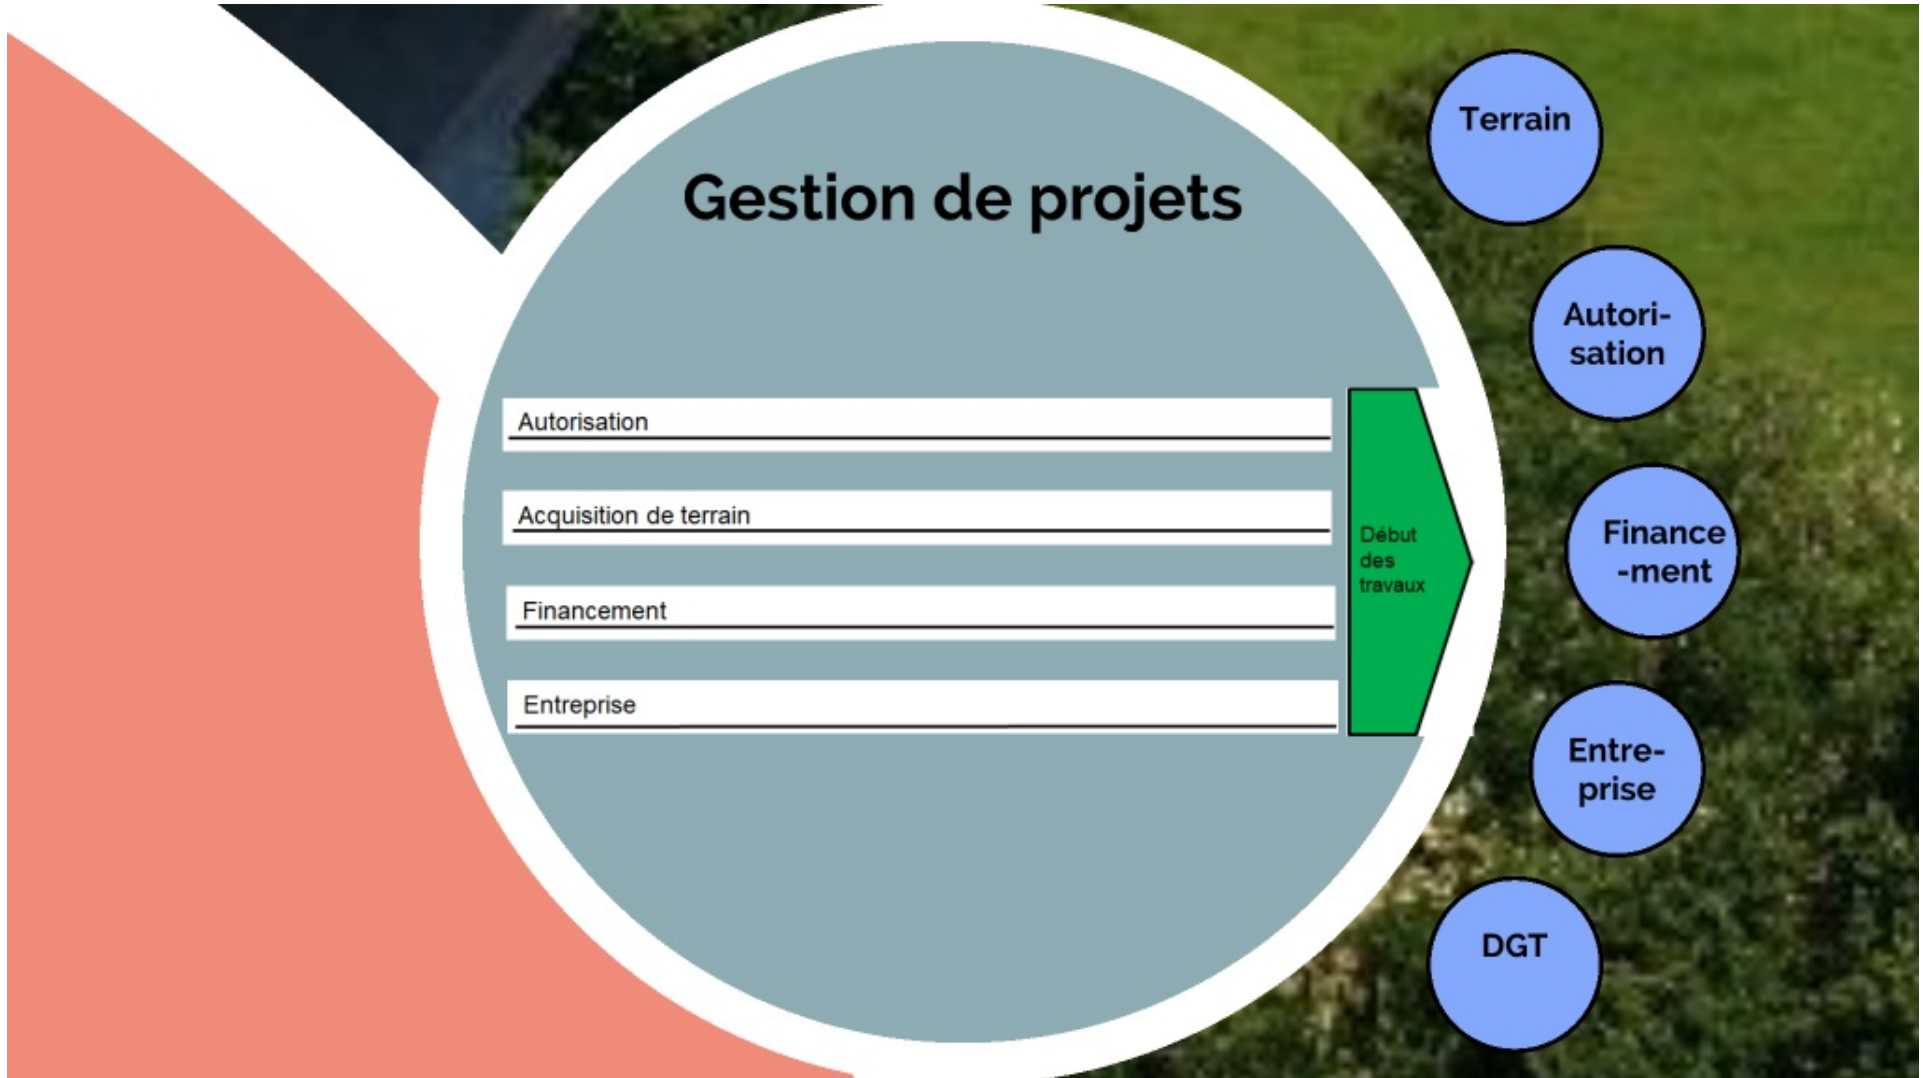 Gestion de projets
Autorisation
Acquisition de terrain
Financement
Entreprise
Début
des
travaux
Terrain
Autori-
sation
Finance
-ment
Entre-
prise
DGT